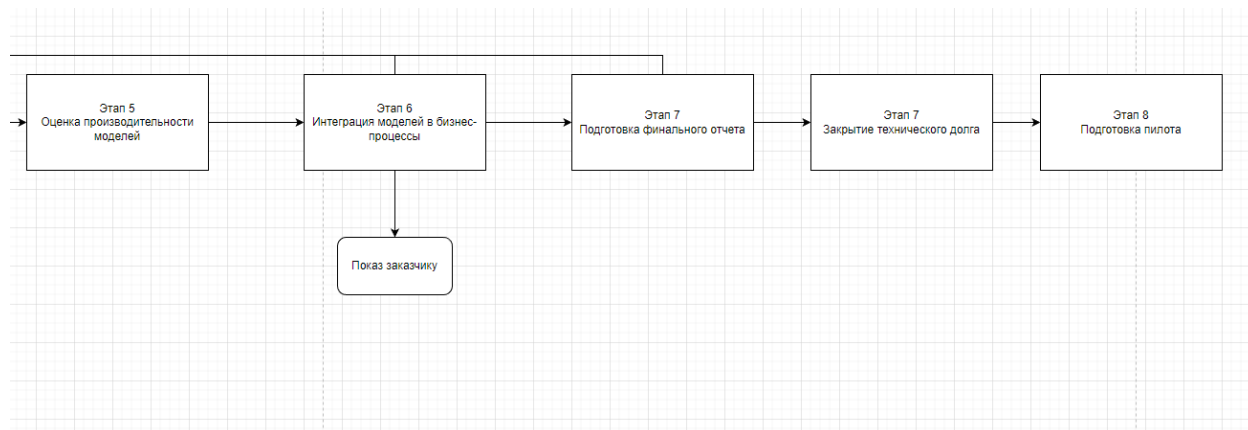 Этап 5
Оценка производительности
моделей
Этап 6
Интеграция моделей в бизнес-
процессы
Этап 7
Подготовка финального отчета
Этап 7
Закрытие технического долга
Этап 8
Подготовка пилота
Показ заказчику